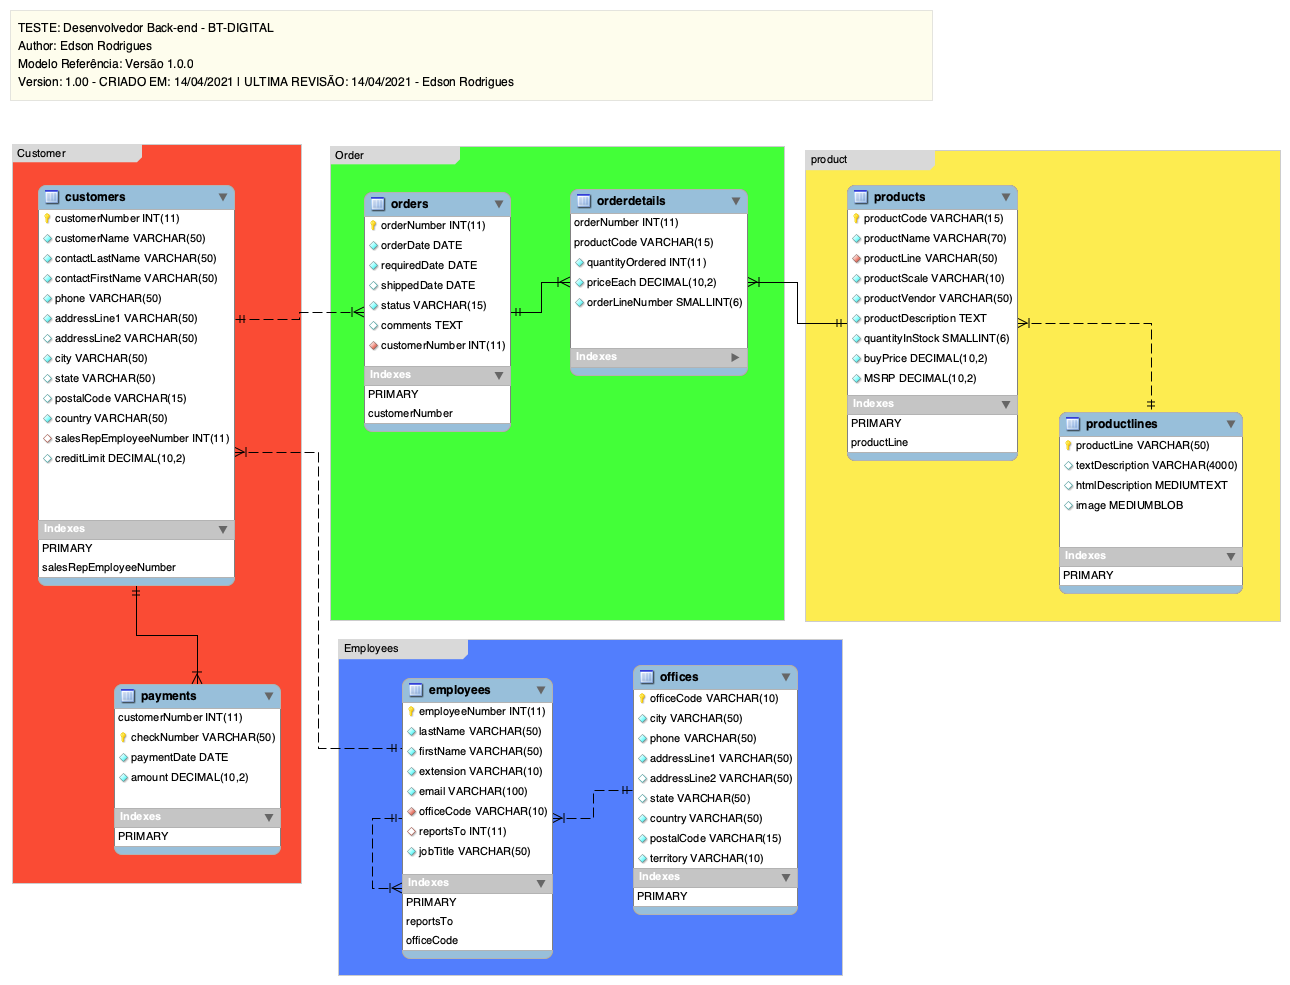 TESTE: Desenvolvedor Back-end - BT-DIGITAL
Author: Edson Rodrigues
Modelo Referência: Versão 1.0.0
Version: 1.00 - CRIADO EM: 14/04/2021 | ULTIMA REVISÃO: 14/04/2021 - Edson Rodrigues
Customer
customers
customerNumber INT(11)
customerName VARCHAR(50)
contactLastName VARCHAR(50)
contactFirstName VARCHAR(50)
phone VARCHAR(50)
addressLine1 VARCHAR(50)
addressLine2 VARCHAR(50)
city VARCHAR(50)
state VARCHAR(50)
postalCode VARCHAR(15)
country VARCHAR(50)
salesRepEmployeeNumber INT(11)
creditLimit DECIMAL(10,2)
Indexes
PRIMARY
salesRepEmployeeNumber
payments
customerNumber INT(11)
checkNumber VARCHAR(50)
paymentDate DATE
amount DECIMAL(10,2)
Indexes
PRIMARY
Order
orders
orderNumber INT(11)
orderDate DATE
requiredDate DATE
shippedDate DATE
status VARCHAR(15)
comments TEXT
customerNumber INT(11)
Indexes
PRIMARY
customerNumber
orderdetails
orderNumber INT(11)
productCode VARCHAR(15)
quantityOrdered INT(11)
priceEach DECIMAL(10,2)
orderLineNumber SMALLINT(6)
Indexes
product
products
productCode VARCHAR(15)
productName VARCHAR(70)
productLine VARCHAR(50)
productScale VARCHAR(10)
productVendor VARCHAR(50)
productDescription TEXT
quantityInStock SMALLINT(6)
buyPrice DECIMAL(10,2)
MSRP DECIMAL(10,2)
Indexes
PRIMARY
productLine
productlines
productLine VARCHAR(50)
textDescription VARCHAR(4000)
htmlDescription MEDIUMTEXT
image MEDIUMBLOB
Indexes
PRIMARY
Employees
employees
employeeNumber INT(11)
lastName VARCHAR(50)
firstName VARCHAR(50)
extension VARCHAR(10)
email VARCHAR(100)
officeCode VARCHAR(10)
reportsTo INT(11)
jobTitle VARCHAR(50)
Indexes
PRIMARY
reportsTo
officeCode
offices
officeCode VARCHAR(10)
city VARCHAR(50)
phone VARCHAR(50)
addressLine1 VARCHAR(50)
addressLine2 VARCHAR(50)
state VARCHAR(50)
country VARCHAR(50)
postalCode VARCHAR(15)
territory VARCHAR(10)
Indexes
PRIMARY